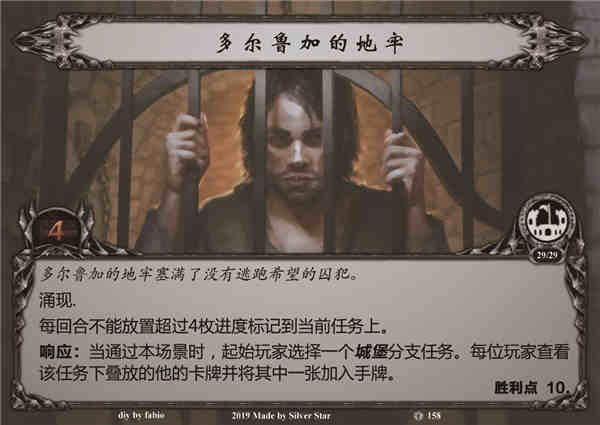 多尔鲁加的地牢
4
29/29
多尔鲁加的地牢塞满了没有逃跑希望的囚犯。
涌现.
每回合不能放置超过4枚进度标记到当前任务上。
响应：当通过本场景时，起始玩家选择一个城堡分支任务。每位玩家查看
该任务下叠放的他的卡牌并将其中一张加入手牌。
胜利点 10.
diy by fabio 2019 Made by Silver Star 158